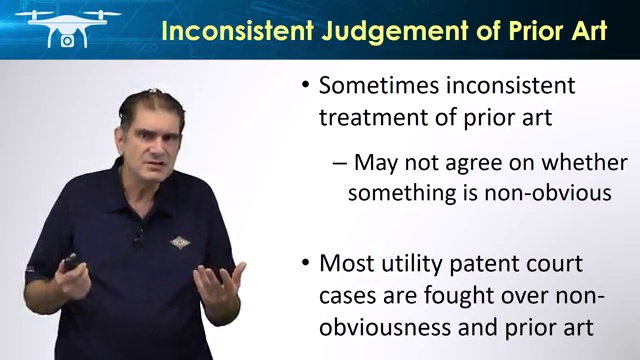 Inconsistent Judgement of Prior Art
• Sometimes inconsistent
treatment of prior art
– May not agree on whether
something is non-obvious
• Most utility patent court
cases are fought over non-
obviousness and prior art